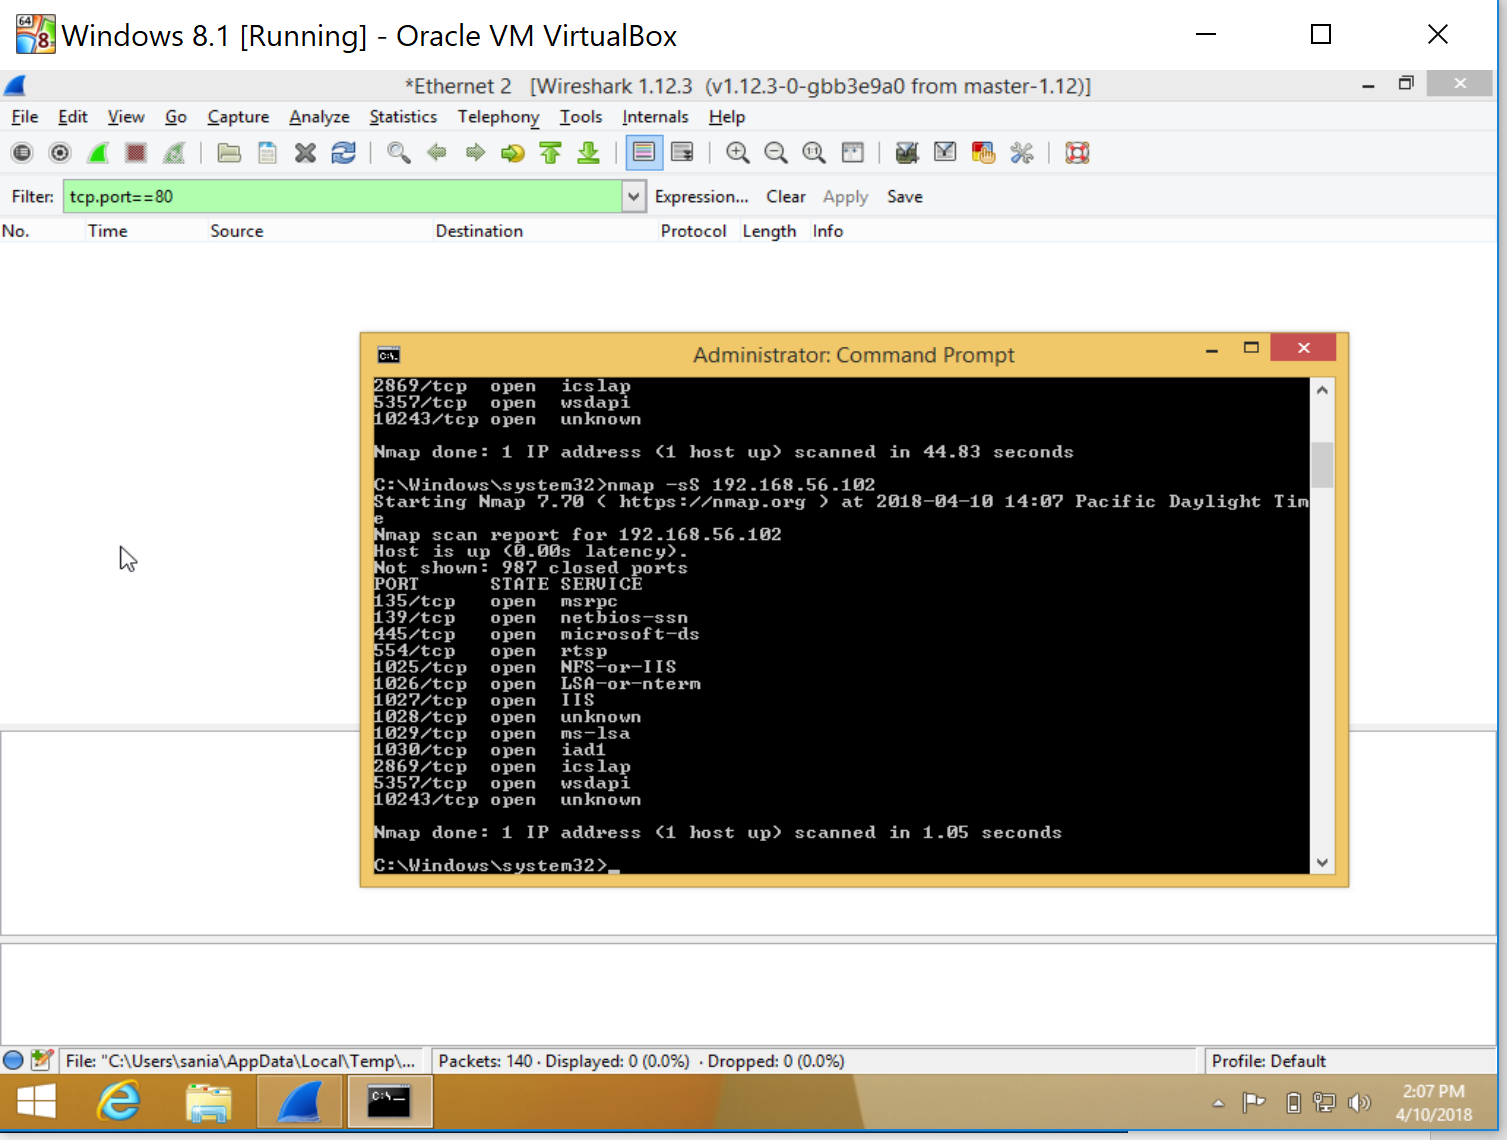 Windows 8.1 [Running] - Oracle VM VirtualBox
*Ethernet 2 [Wireshark 1.12.3 (v1.12.3-0-gbb3e9a0 from master-1.12)]
File Edit View Go Capture Analyze Statistics Telephony Tools Internals Help
Filter: tcp.port==80 Expression... Clear Apply Save
No. Time Source Destination Protocol Length Info
Administrator: Command Prompt
2869/tcp open icslap
5357/tcp open wsdapi
10243/tcp open unknown
Nmap done: 1 IP address (1 host up) scanned in 44.83 seconds
C:\Windows\system32>nmap -sS 192.168.56.102
Starting Nmap 7.70 ( https://nmap.org ) at 2018-04-10 14:07 Pacific Daylight Tim
e
Nmap scan report for 192.168.56.102
Host is up (0.00s latency).
Not shown: 987 closed ports
PORT STATE SERVICE
135/tcp open msrpc
139/tcp open netbios-ssn
445/tcp open microsoft-ds
554/tcp open rtsp
1025/tcp open NFS-or-IIS
1026/tcp open LSA-or-nterm
1027/tcp open IIS
1028/tcp open unknown
1029/tcp open ms-lsa
1030/tcp open iad1
2869/tcp open icslap
5357/tcp open wsdapi
10243/tcp open unknown
Nmap done: 1 IP address (1 host up) scanned in 1.05 seconds
C:\Windows\system32>_
File: "C:\Users\sania\AppData\Local\Temp\... Packets: 140 · Displayed: 0 (0.0%) · Dropped: 0 (0.0%) Profile: Default
2:07 PM
4/10/2018